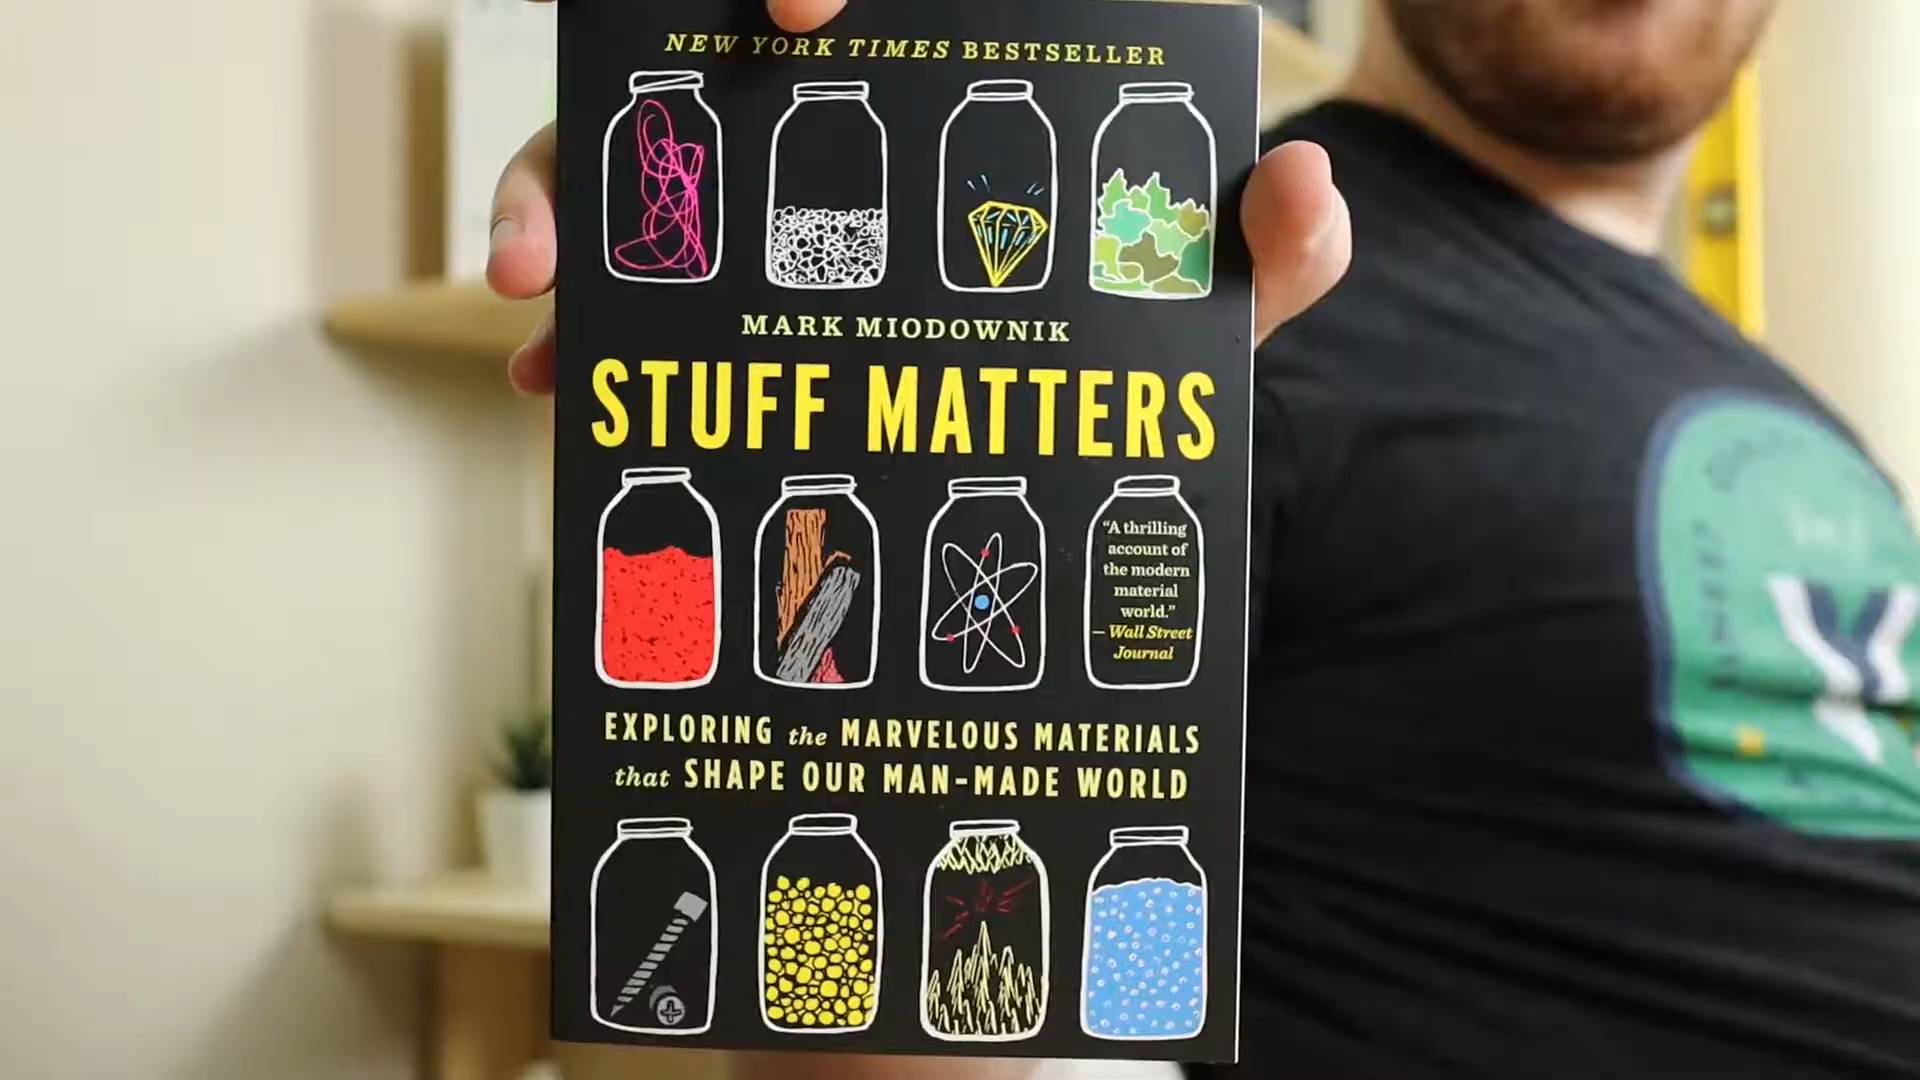 NEW YORK TIMES BESTSELLER
MARK MIODOWNIK
STUFF MATTERS
“A thrilling
account of
the modern
material
world.”
— Wall Street
Journal
EXPLORING the MARVELOUS MATERIALS
that SHAPE OUR MAN-MADE WORLD